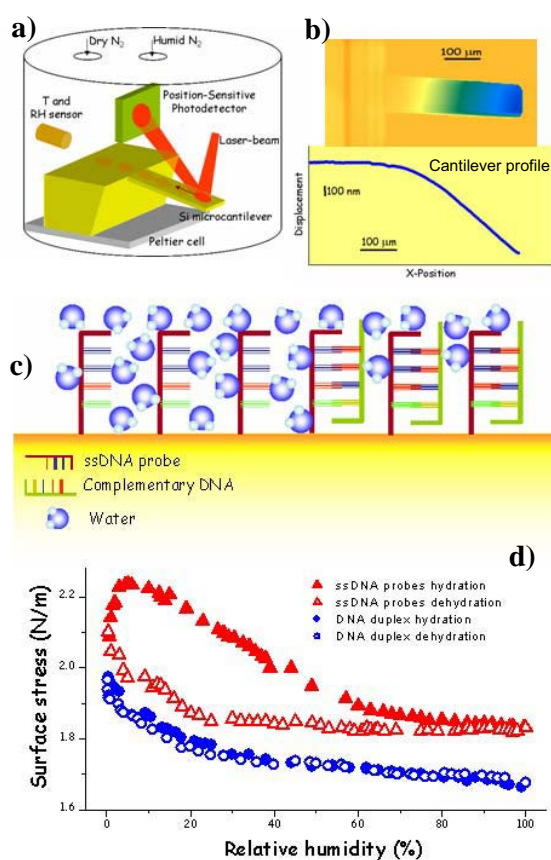 a)
Dry N₂
Humid N₂
Position-Sensitive
Photodetector
T and
RH sensor
Laser-beam
Si microcantilever
Peltier cell
b)
100 µm
Cantilever profile
Displacement
100 nm
100 µm
X-Position
c)
ssDNA probe
Complementary DNA
Water
d)
Surface stress (N/m)
2.2
2.0
1.8
1.6
ssDNA probes hydration
ssDNA probes dehydration
DNA duplex hydration
DNA duplex dehydration
0 20 40 60 80 100
Relative humidity (%)